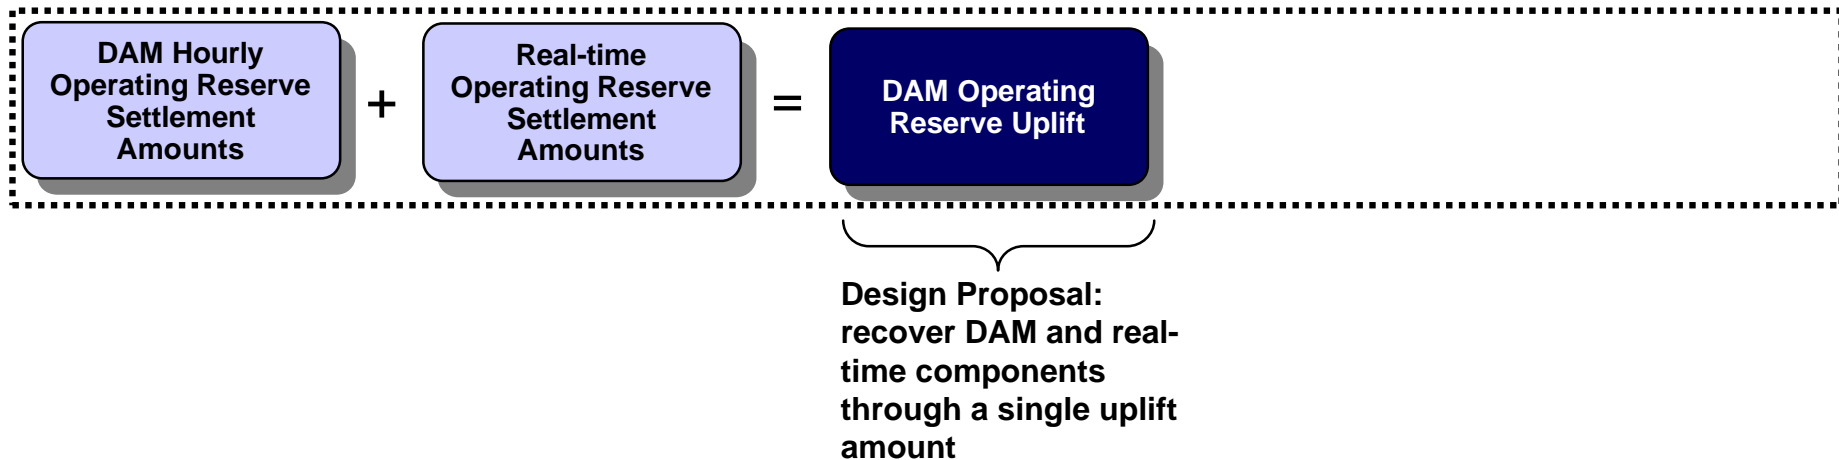 DAM Hourly
Operating Reserve
Settlement
Amounts
+
Real-time
Operating Reserve
Settlement
Amounts
=
DAM Operating
Reserve Uplift
Design Proposal:
recover DAM and real-
time components
through a single uplift
amount